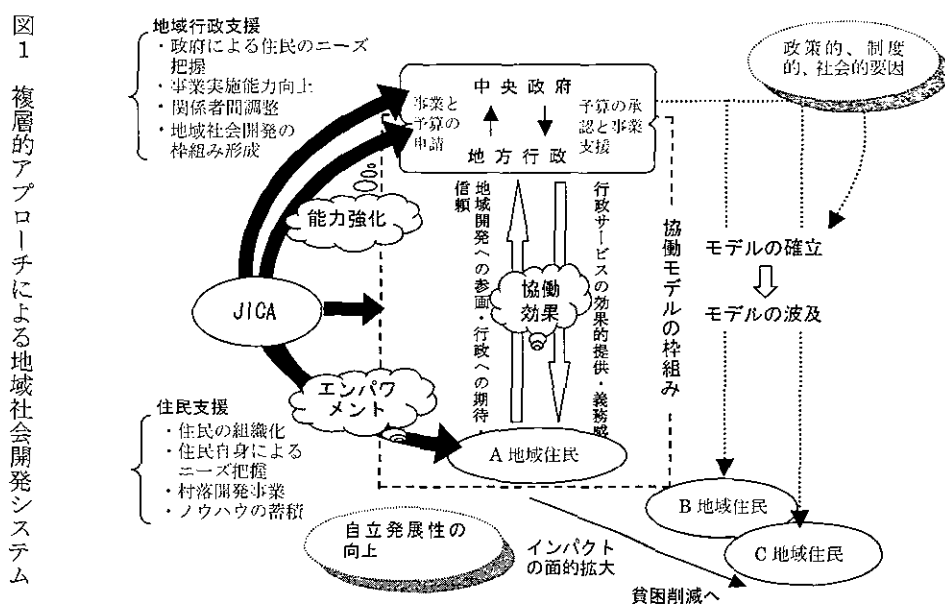 図1 複層的アプローチによる地域社会開発システム
地域行政支援
・政府による住民のニーズ
把握
・事業実施能力向上
・関係者間調整
・地域社会開発の
枠組み形成
中央政府
事業と
予算の
申請
予算の承
認と事業
支援
地方行政
政策的、制度
的、社会的要因
能力強化
地域開発への参画・行政への期待・
信頼
協働
効果
行政サービスの効果的提供・義務感
協働モデルの枠組み
モデルの確立
モデルの波及
JICA
エンパワ
メント
住民支援
・住民の組織化
・住民自身による
ニーズ把握
・村落開発事業
・ノウハウの蓄積
A 地域住民
B 地域住民
C 地域住民
自立発展性の
向上
インパクト
の面的拡大
貧困削減へ